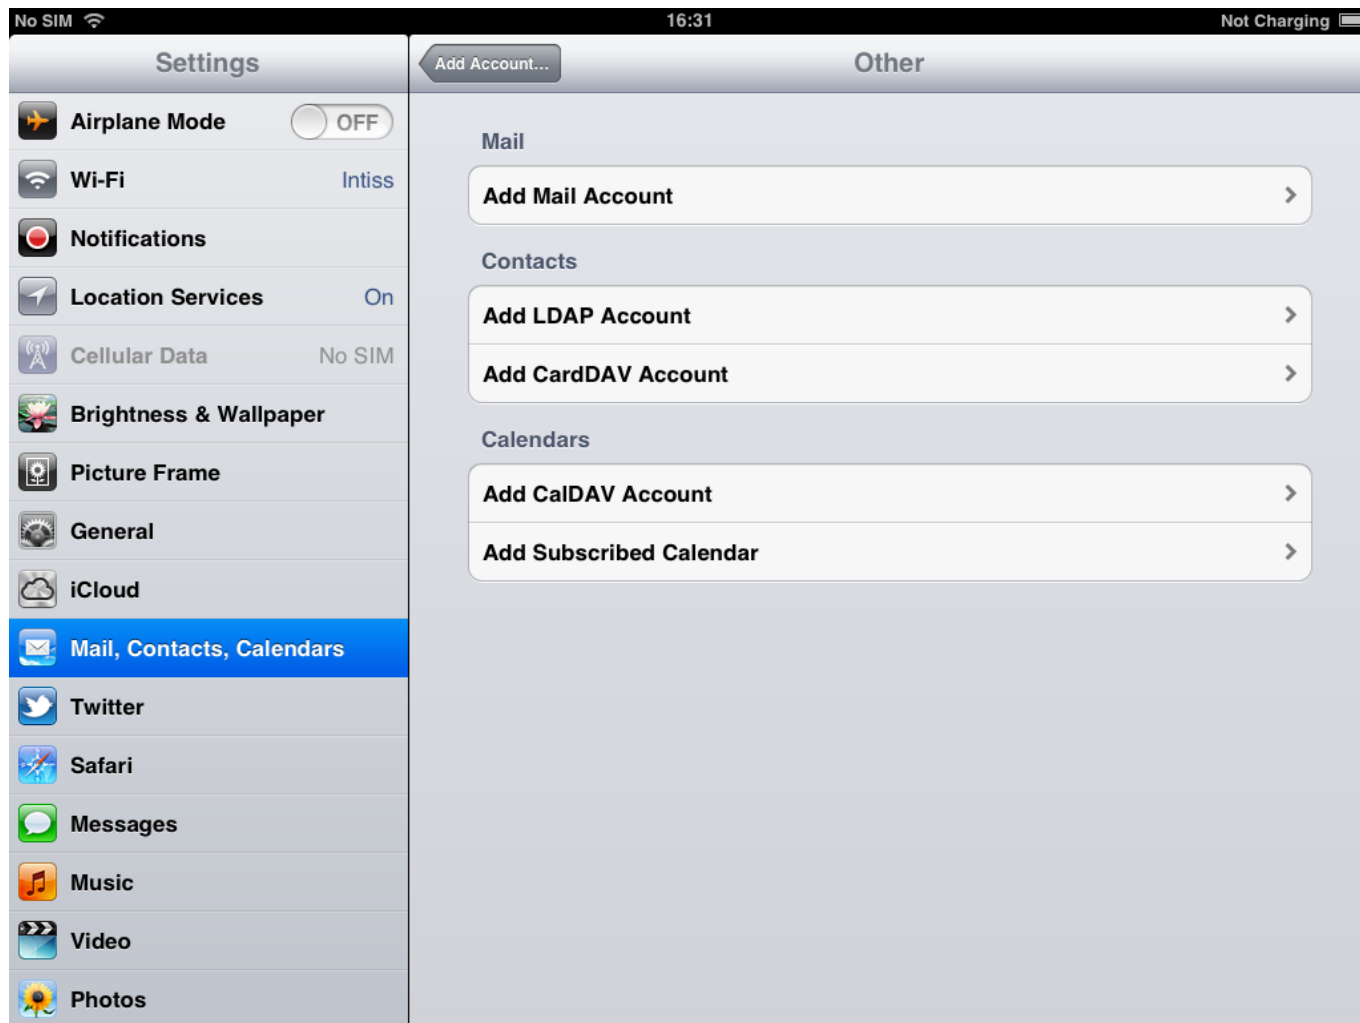 No SIM 16:31 Not Charging
Settings
Airplane Mode OFF
Wi-Fi Intiss
Notifications
Location Services On
Cellular Data No SIM
Brightness & Wallpaper
Picture Frame
General
iCloud
Mail, Contacts, Calendars
Twitter
Safari
Messages
Music
Video
Photos
Add Account... Other
Mail
Add Mail Account
Contacts
Add LDAP Account
Add CardDAV Account
Calendars
Add CalDAV Account
Add Subscribed Calendar